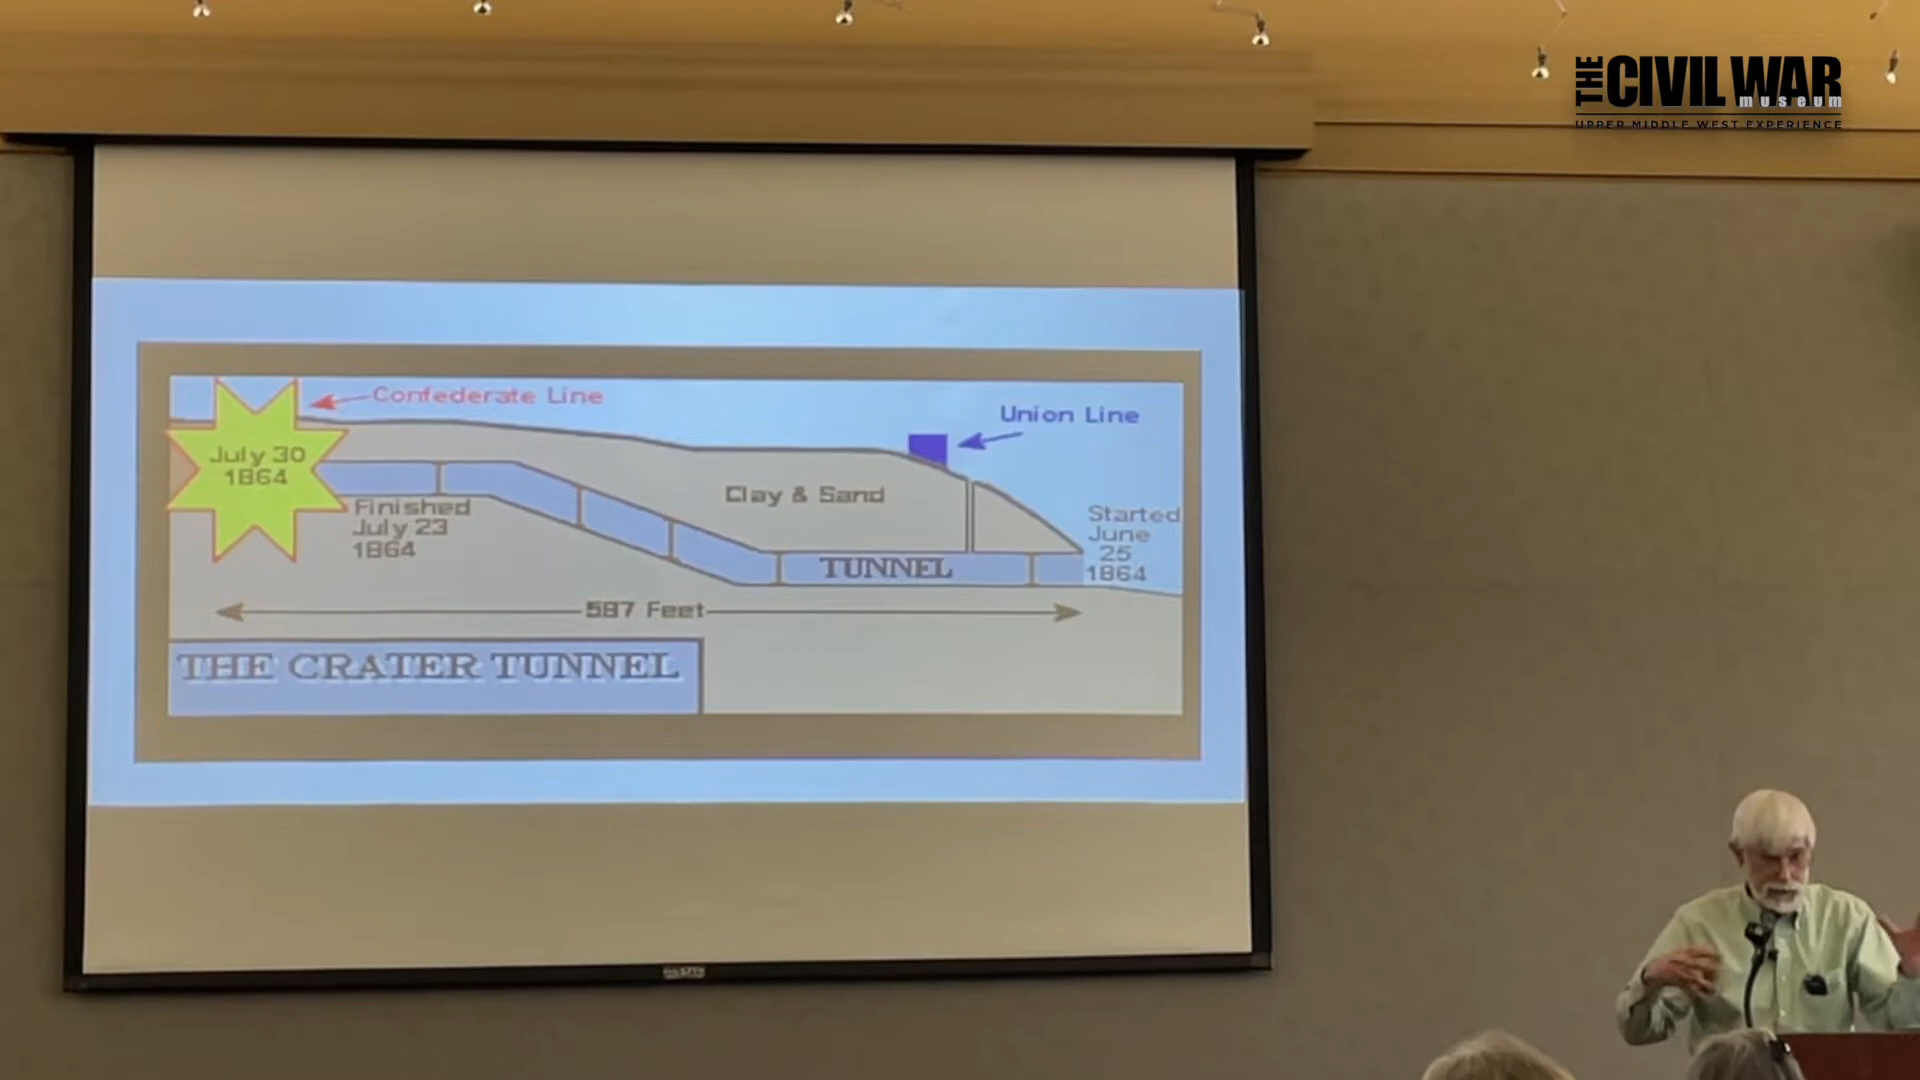 THE CIVIL WAR
museum
UPPER MIDDLE WEST EXPERIENCE
Confederate Line
Union Line
July 30
1864
Clay & Sand
Finished
July 23
1864
Started
June
25
1864
TUNNEL
587 Feet
THE CRATER TUNNEL